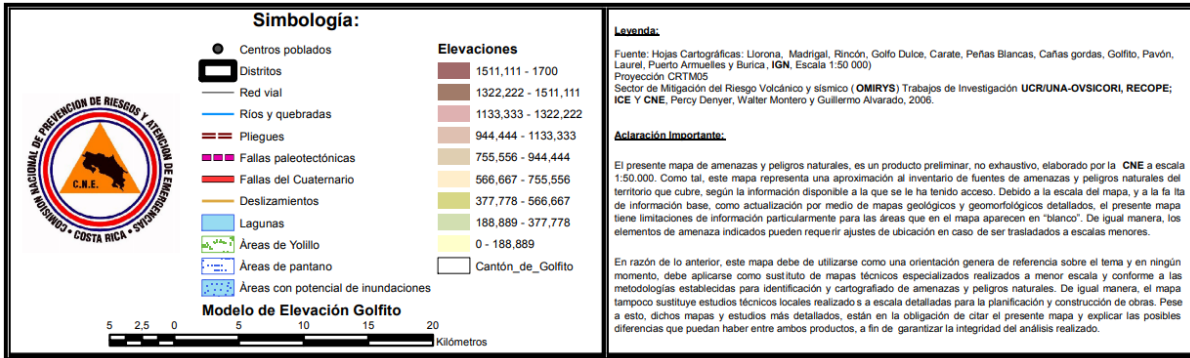 Simbología:
Centros poblados
Distritos
Red vial
Ríos y quebradas
Pliegues
Fallas paleotectónicas
Fallas del Cuaternario
Deslizamientos
Lagunas
Áreas de Yolillo
Áreas de pantano
Áreas con potencial de inundaciones
Elevaciones
1511,111 - 1700
1322,222 - 1511,111
1133,333 - 1322,222
944,444 - 1133,333
755,556 - 944,444
566,667 - 755,556
377,778 - 566,667
188,889 - 377,778
0 - 188,889
Cantón_de_Golfito
COMISION NACIONAL DE PREVENCION DE RIESGOS Y ATENCION DE EMERGENCIAS
C.N.E.
• COSTA RICA •
Modelo de Elevación Golfito
5 2,5 0 5 10 15 20
Kilómetros
Leyenda:
Fuente: Hojas Cartográficas: Llorona, Madrigal, Rincón, Golfo Dulce, Carate, Peñas Blancas, Cañas gordas, Golfito, Pavón,
Laurel, Puerto Armuelles y Burica, IGN, Escala 1:50 000)
Proyección CRTM05
Sector de Mitigación del Riesgo Volcánico y sísmico ( OMIRYS) Trabajos de Investigación UCR/UNA-OVSICORI, RECOPE;
ICE Y CNE, Percy Denyer, Walter Montero y Guillermo Alvarado, 2006.
Aclaración Importante:
El presente mapa de amenazas y peligros naturales, es un producto preliminar, no exhaustivo, elaborado por la CNE a escala
1:50.000. Como tal, este mapa representa una aproximación al inventario de fuentes de amenazas y peligros naturales del
territorio que cubre, según la información disponible a la que se le ha tenido acceso. Debido a la escala del mapa, y a la fa lta
de información base, como actualización por medio de mapas geológicos y geomorfológicos detallados, el presente mapa
tiene limitaciones de información particularmente para las áreas que en el mapa aparecen en "blanco". De igual manera, los
elementos de amenaza indicados pueden requerir ajustes de ubicación en caso de ser trasladados a escalas menores.
En razón de lo anterior, este mapa debe de utilizarse como una orientación genera de referencia sobre el tema y en ningún
momento, debe aplicarse como sustituto de mapas técnicos especializados realizados a menor escala y conforme a las
metodologías establecidas para identificación y cartografiado de amenazas y peligros naturales. De igual manera, el mapa
tampoco sustituye estudios técnicos locales realizado s a escala detalladas para la planificación y construcción de obras. Pese
a esto, dichos mapas y estudios más detallados, están en la obligación de citar el presente mapa y explicar las posibles
diferencias que puedan haber entre ambos productos, a fin de garantizar la integridad del análisis realizado.